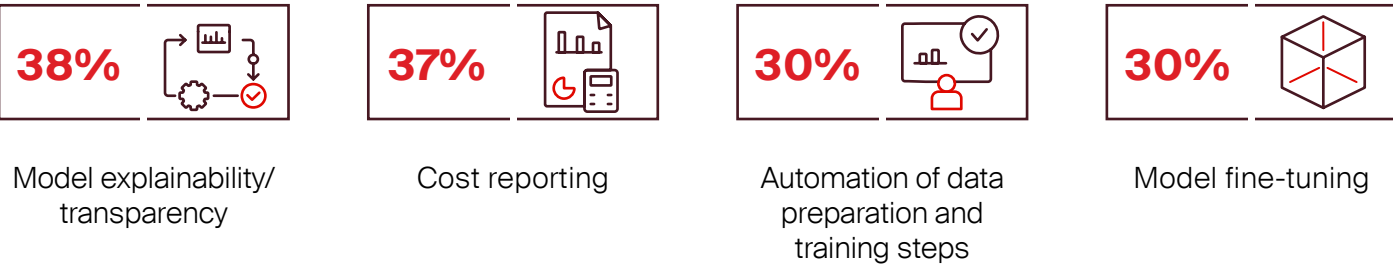 38%
Model explainability/
transparency
37%
Cost reporting
30%
Automation of data
preparation and
training steps
30%
Model fine-tuning